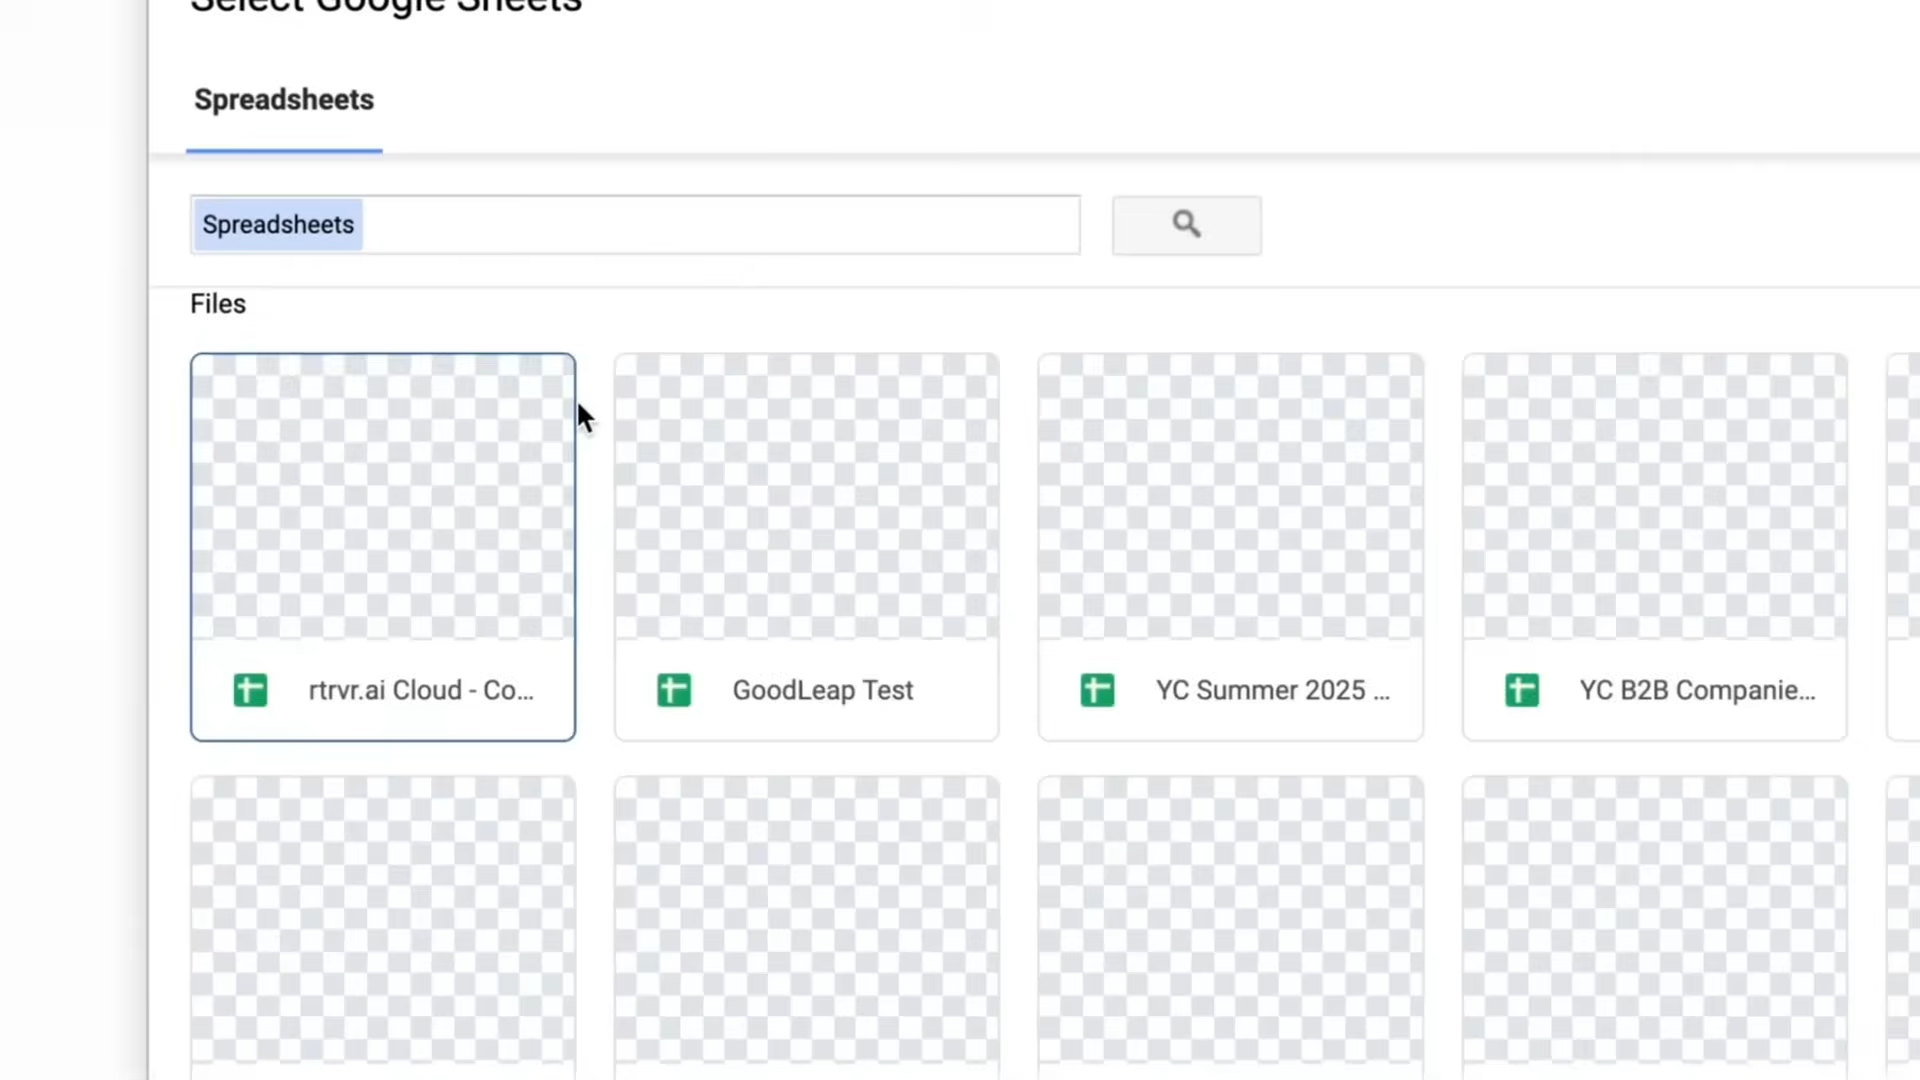 Select Google Sheets
Spreadsheets
Spreadsheets
Files
rtrvr.ai Cloud - Co...
GoodLeap Test
YC Summer 2025 ...
YC B2B Companie...